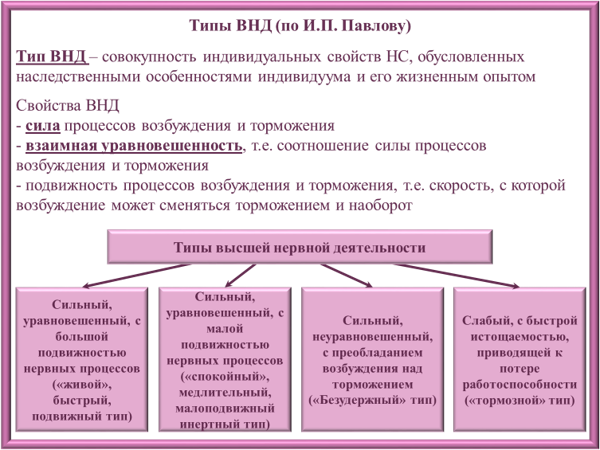 Типы ВНД (по И.П. Павлову)
Тип ВНД – совокупность индивидуальных свойств НС, обусловленных
наследственными особенностями индивидуума и его жизненным опытом
Свойства ВНД
- сила процессов возбуждения и торможения
- взаимная уравновешенность, т.е. соотношение силы процессов
возбуждения и торможения
- подвижность процессов возбуждения и торможения, т.е. скорость, с которой
возбуждение может сменяться торможением и наоборот
Типы высшей нервной деятельности
Сильный,
уравновешенный, с
большой
подвижностью
нервных процессов
(«живой»,
быстрый,
подвижный тип)
Сильный,
уравновешенный, с
малой
подвижностью
нервных процессов
(«спокойный»,
медлительный,
малоподвижный
инертный тип)
Сильный,
неуравновешенный,
с преобладанием
возбуждения над
торможением
(«Безудержный» тип)
Слабый, с быстрой
истощаемостью,
приводящей к
потере
работоспособности
(«тормозной» тип)